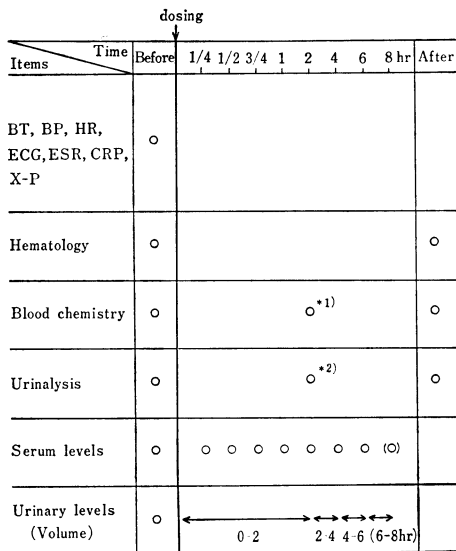 dosing
Time
Items
Before 1/4 1/2 3/4 1 2 4 6 8 hr After
BT, BP, HR,
ECG, ESR, CRP,
X-P
Hematology
Blood chemistry *1)
Urinalysis *2)
Serum levels ( )
Urinary levels
(Volume)
0-2 2-4 4-6 (6-8hr)